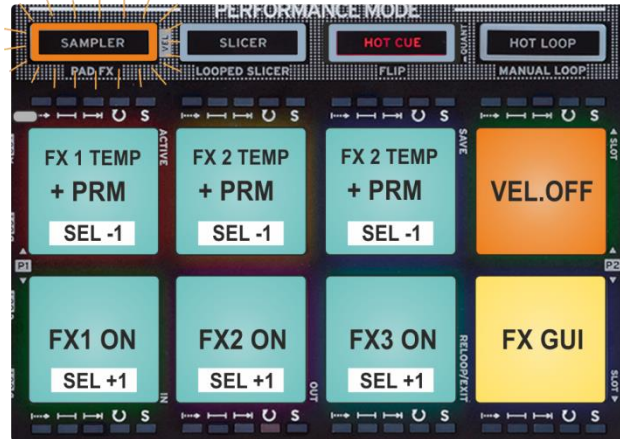 PERFORMANCE MODE
SAMPLER
VEL
SLICER
HOT CUE
QUANT
HOT LOOP
PAD FX
LOOPED SLICER
FLIP
MANUAL LOOP
S
S
S
S
FX 1 TEMP
+ PRM
SEL -1
ACTIVE
FX 2 TEMP
+ PRM
SEL -1
FX 2 TEMP
+ PRM
SEL -1
SAVE
VEL.OFF
SLOT
P1
P2
FX1 ON
SEL +1
IN
FX2 ON
SEL +1
OUT
FX3 ON
SEL +1
RELOOP/EXIT
FX GUI
SLOT
S
S
S
S